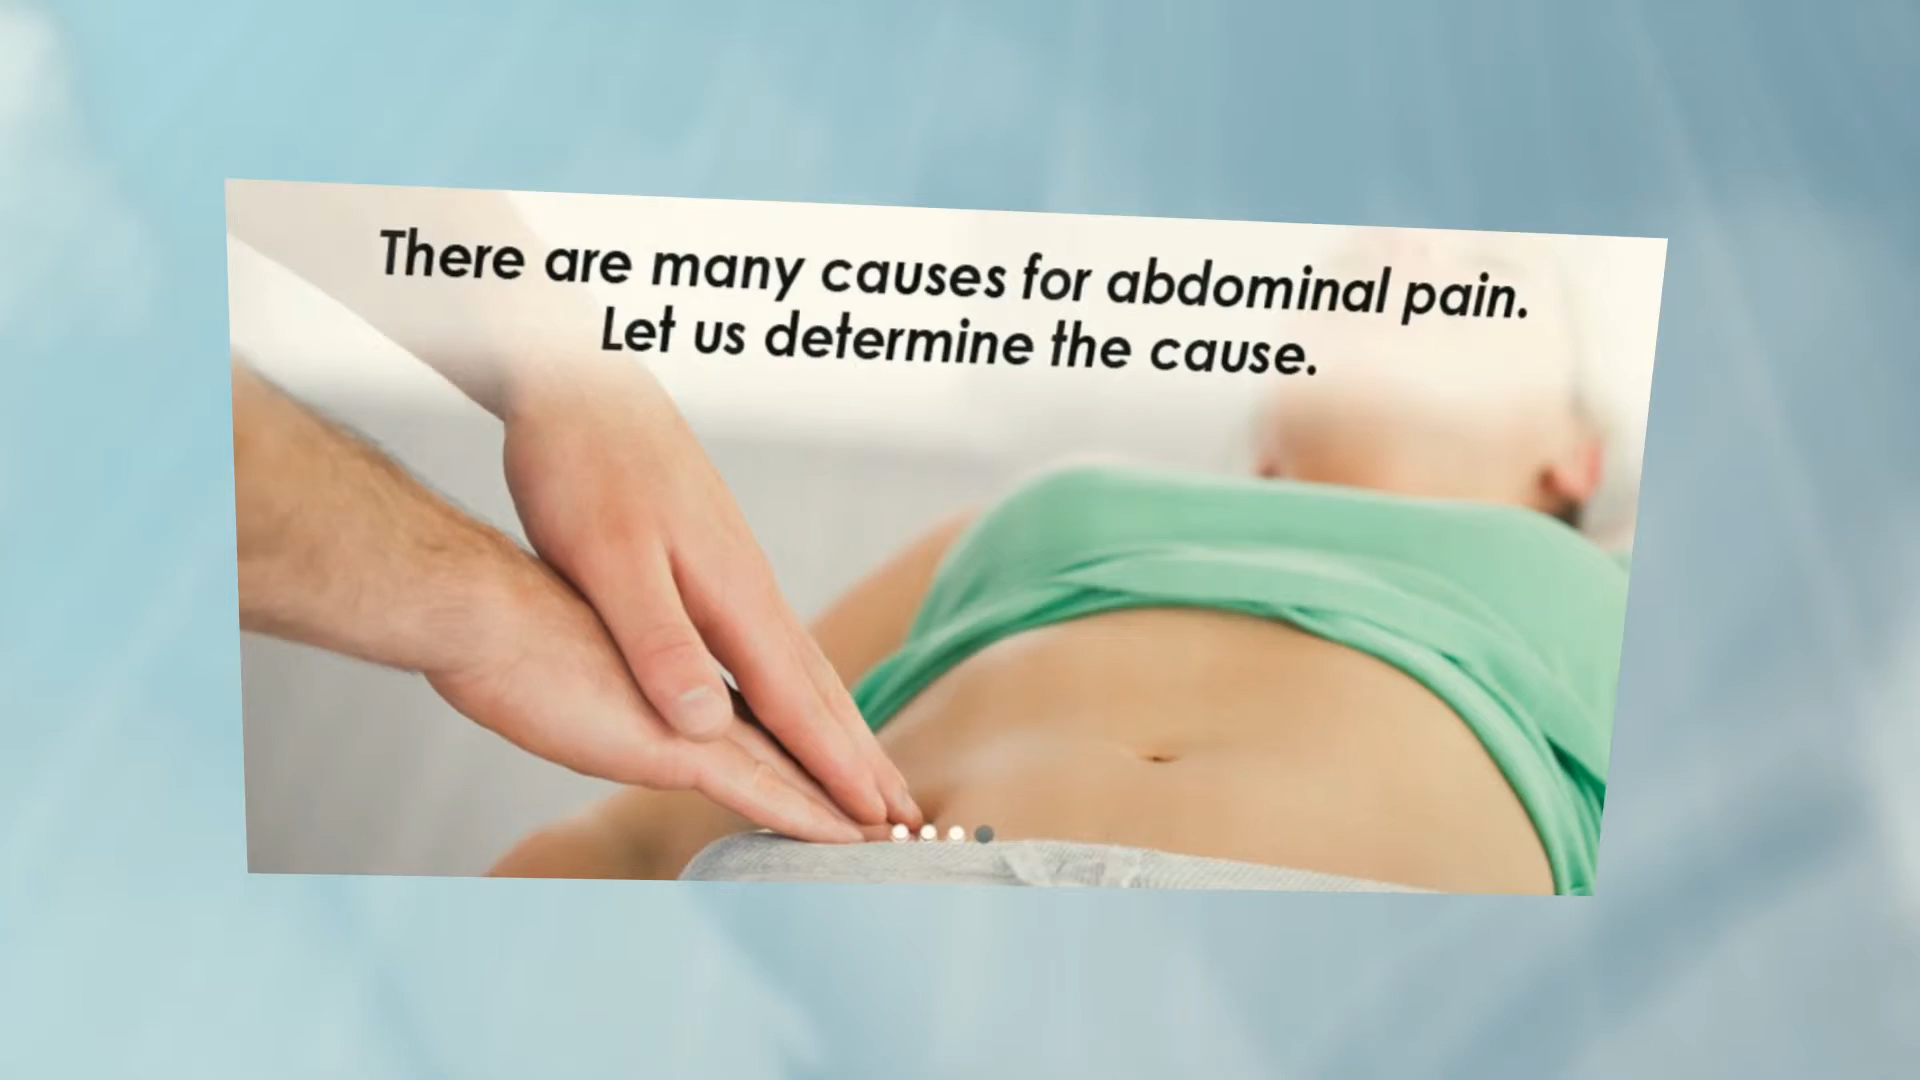 There are many causes for abdominal pain.
Let us determine the cause.